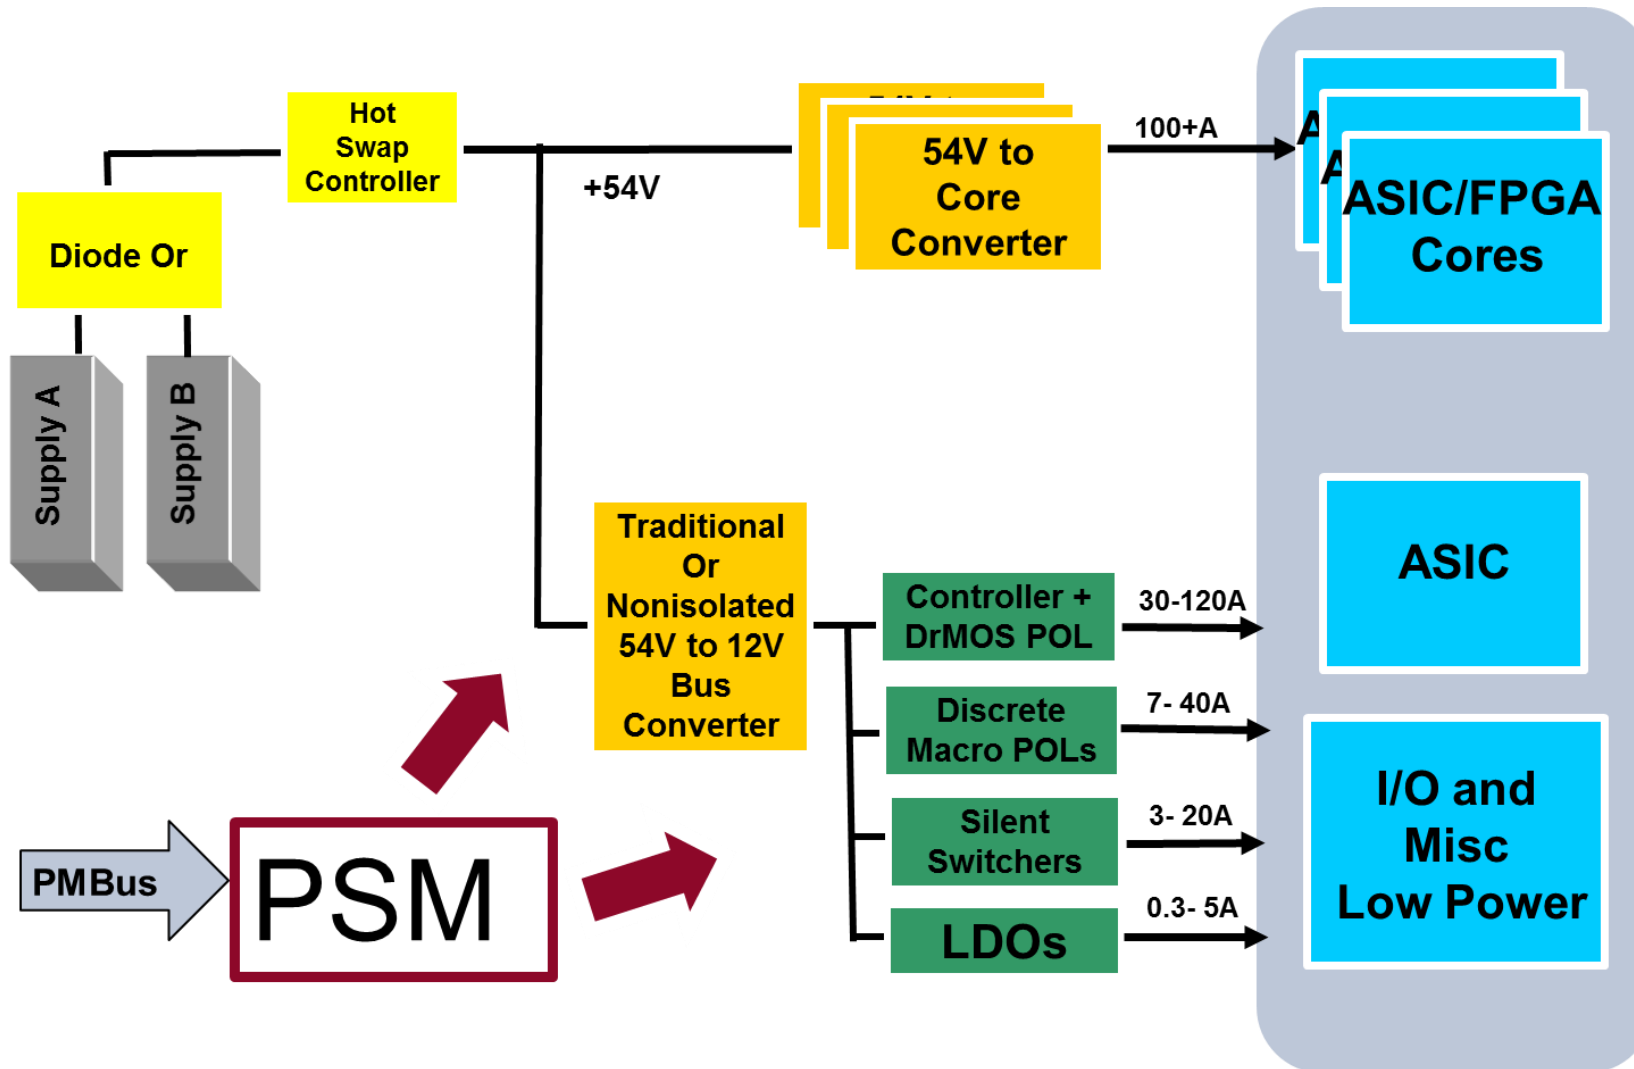 Hot
Swap
Controller
Diode Or
Supply A
Supply B
+54V
54V to
Core
Converter
100+A
A
A
ASIC/FPGA
Cores
Traditional
Or
Nonisolated
54V to 12V
Bus
Converter
Controller +
DrMOS POL
30-120A
Discrete
Macro POLs
7- 40A
Silent
Switchers
3- 20A
LDOs
0.3- 5A
ASIC
I/O and
Misc
Low Power
PMBus
PSM